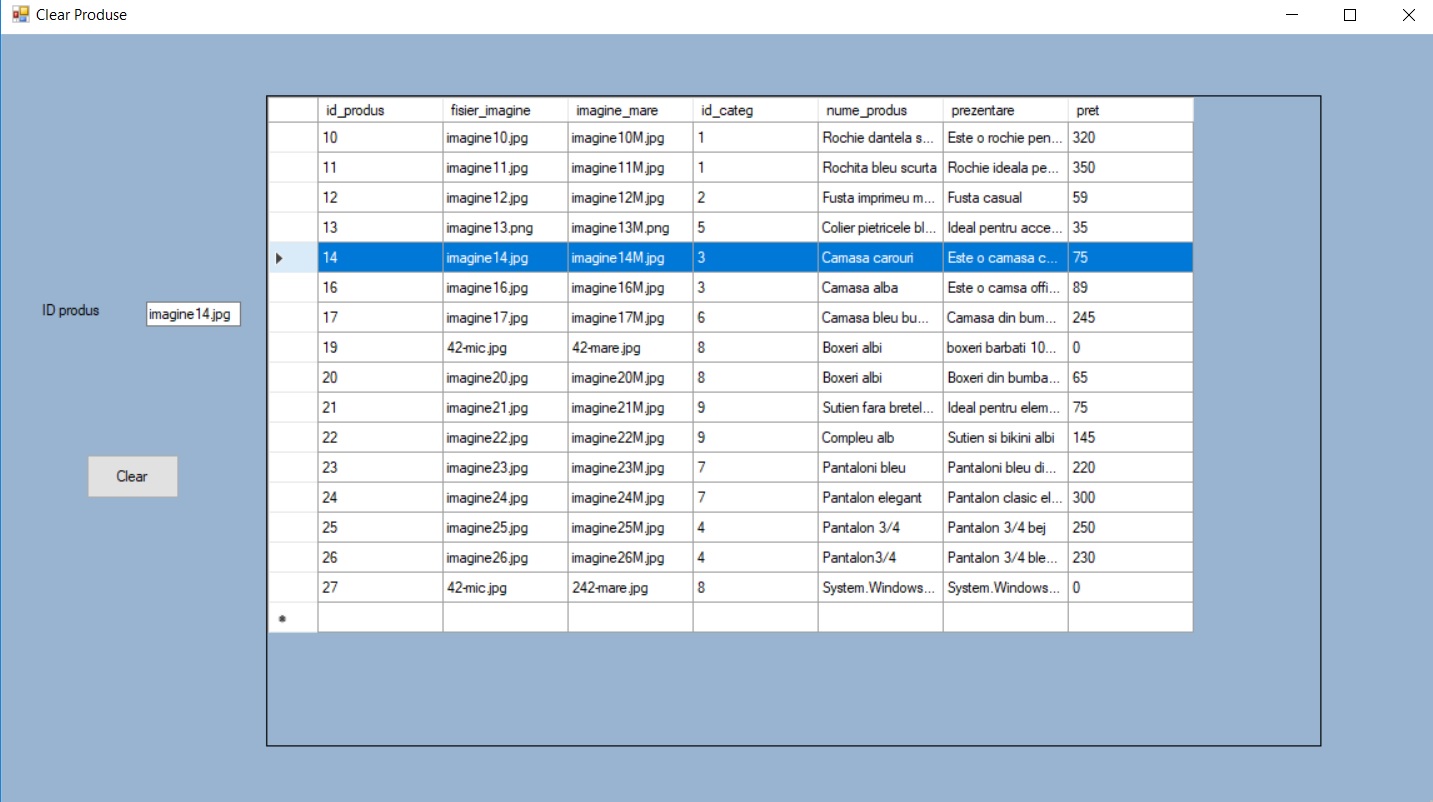 Clear Produse
id_produs fisier_imagine imagine_mare id_categ nume_produs prezentare pret
10 imagine10.jpg imagine10M.jpg 1 Rochie dantela s... Este o rochie pen... 320
11 imagine11.jpg imagine11M.jpg 1 Rochita bleu scurta Rochie ideala pe... 350
12 imagine12.jpg imagine12M.jpg 2 Fusta imprimeu m... Fusta casual 59
13 imagine13.png imagine13M.png 5 Colier pietricele bl... Ideal pentru acce... 35
14 imagine14.jpg imagine14M.jpg 3 Camasa carouri Este o camasa c... 75
16 imagine16.jpg imagine16M.jpg 3 Camasa alba Este o camsa offi... 89
ID produs imagine14.jpg
17 imagine17.jpg imagine17M.jpg 6 Camasa bleu bu... Camasa din bum... 245
19 42-mic.jpg 42-mare.jpg 8 Boxeri albi boxeri barbati 10... 0
20 imagine20.jpg imagine20M.jpg 8 Boxeri albi Boxeri din bumba... 65
21 imagine21.jpg imagine21M.jpg 9 Sutien fara bretel... Ideal pentru elem... 75
22 imagine22.jpg imagine22M.jpg 9 Compleu alb Sutien si bikini albi 145
23 imagine23.jpg imagine23M.jpg 7 Pantaloni bleu Pantaloni bleu di... 220
Clear
24 imagine24.jpg imagine24M.jpg 7 Pantalon elegant Pantalon clasic el... 300
25 imagine25.jpg imagine25M.jpg 4 Pantalon 3/4 Pantalon 3/4 bej 250
26 imagine26.jpg imagine26M.jpg 4 Pantalon3/4 Pantalon 3/4 ble... 230
27 42-mic.jpg 242-mare.jpg 8 System.Windows... System.Windows... 0